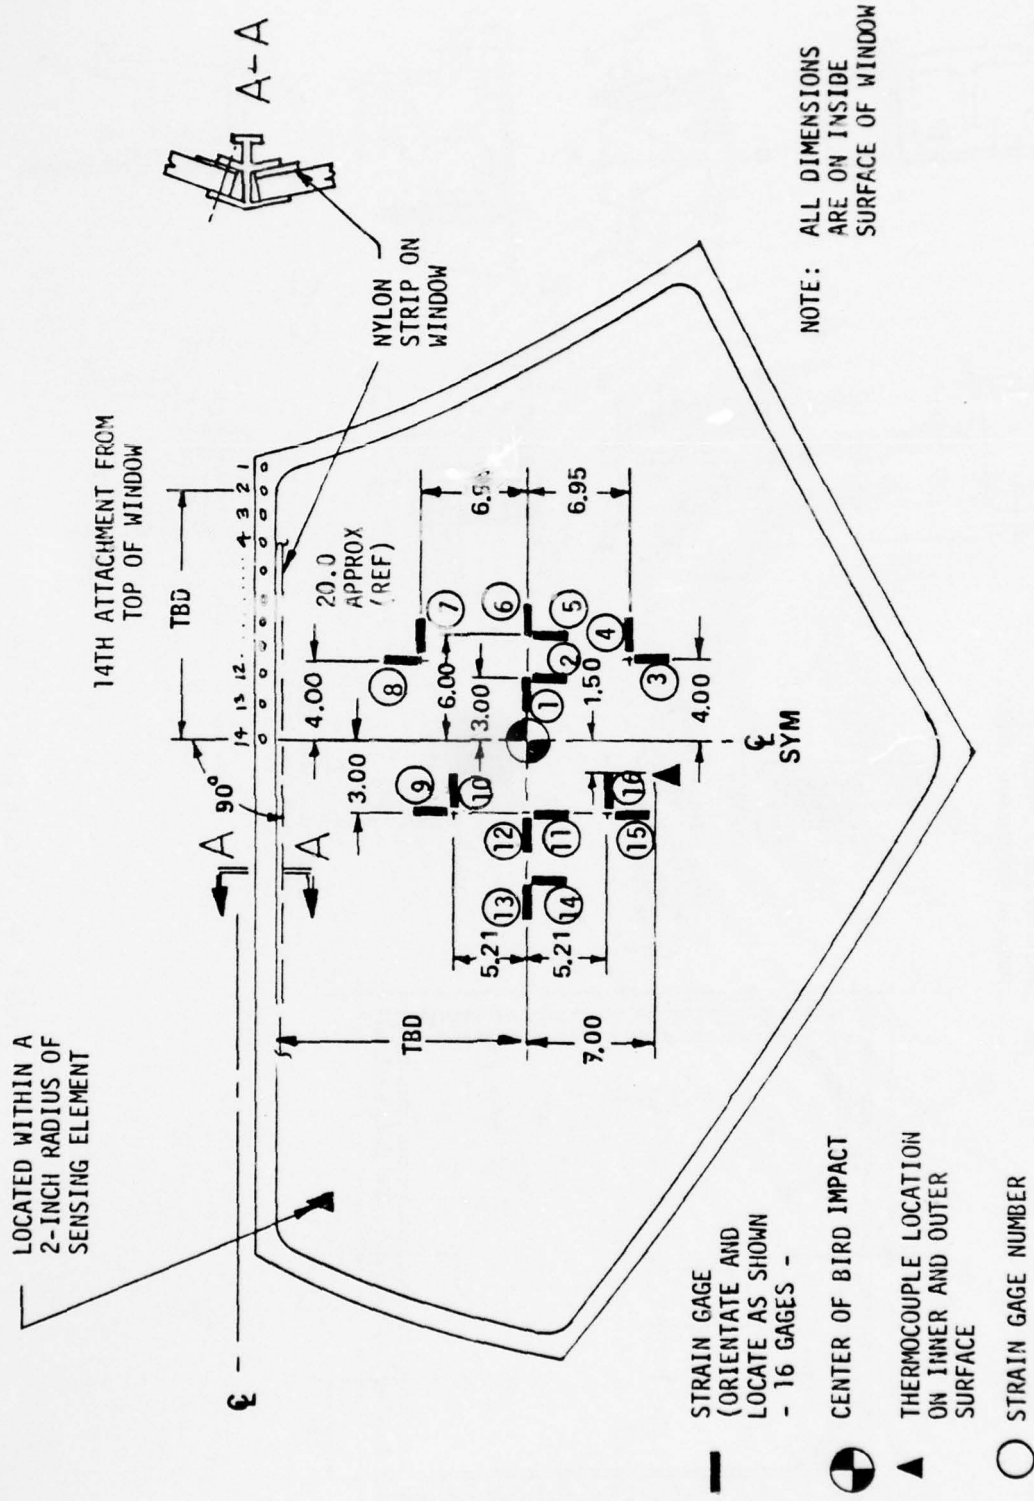 LOCATED WITHIN A
2-INCH RADIUS OF
SENSING ELEMENT
14TH ATTACHMENT FROM
TOP OF WINDOW
TBD
14 13 12 4 3 2 1
90°
A
A
A-A
NYLON
STRIP ON
WINDOW
20.0
APPROX
(REF)
4.00
3.00
6.00
3.00
1.50
4.00
6.95
5.21
5.21
TBD
7.00
8
7
6
5
4
3
2
1
9
10
12
11
13
14
16
15
℄
℄
SYM
NOTE: ALL DIMENSIONS
ARE ON INSIDE
SURFACE OF WINDOW
STRAIN GAGE
(ORIENTATE AND
LOCATE AS SHOWN
- 16 GAGES -
CENTER OF BIRD IMPACT
THERMOCOUPLE LOCATION
ON INNER AND OUTER
SURFACE
STRAIN GAGE NUMBER